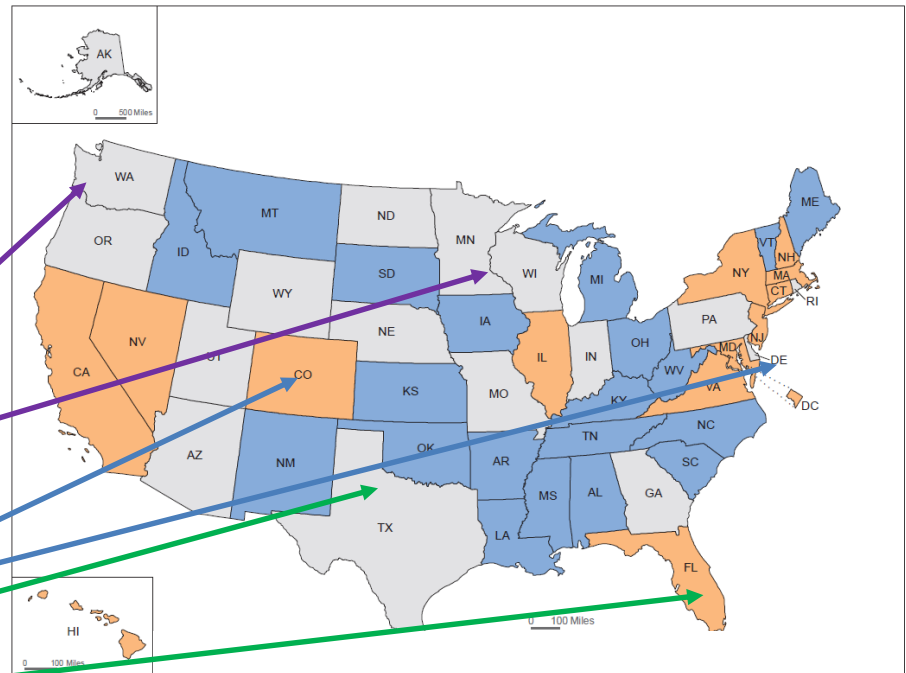 AK
0 500 Miles
WA
MT
ND
ME
OR
ID
MN
VT
NH
SD
WI
NY
MA
MI
CT
RI
WY
PA
IA
NE
NJ
NV
OH
MD
DE
UT
IL
IN
CA
CO
WV
VA
KS
MO
KY
DC
NC
TN
OK
AZ
NM
AR
SC
MS
AL
GA
TX
LA
FL
0 100 Miles
HI
0 100 Miles